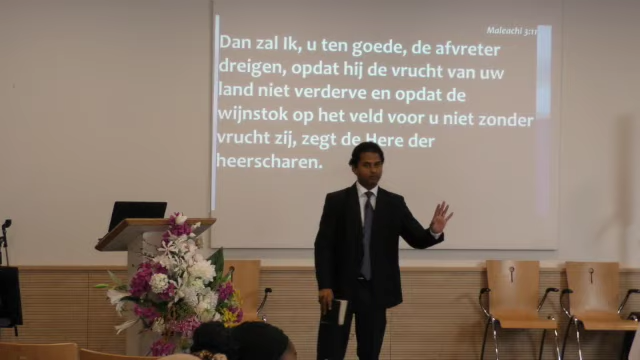 Maleachi 3:11
Dan zal Ik, u ten goede, de afvreter
dreigen, opdat hij de vrucht van uw
land niet verderve en opdat de
wijnstok op het veld voor u niet zonder
vrucht zij, zegt de Here der
heerscharen.